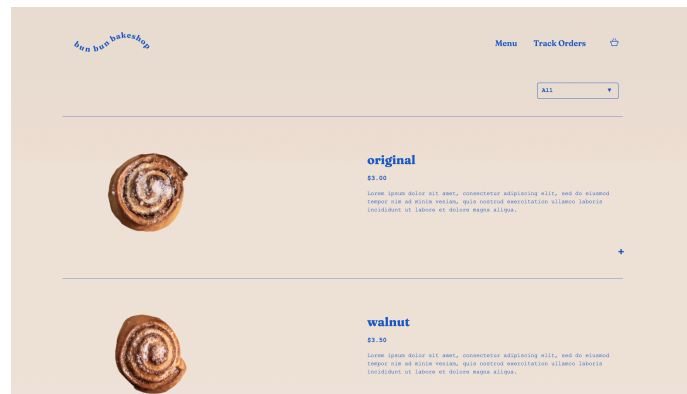 bun bun bakeshop
Menu Track Orders
All
original
$3.00
Lorem ipsum dolor sit amet, consectetur adipiscing elit, sed do eiusmod
tempor nim ad minim veniam, quis nostrud exercitation ullamco laboris
incididunt ut labore et dolore magna aliqua.
+
walnut
$3.50
Lorem ipsum dolor sit amet, consectetur adipiscing elit, sed do eiusmod
tempor nim ad minim veniam, quis nostrud exercitation ullamco laboris
incididunt ut labore et dolore magna aliqua.